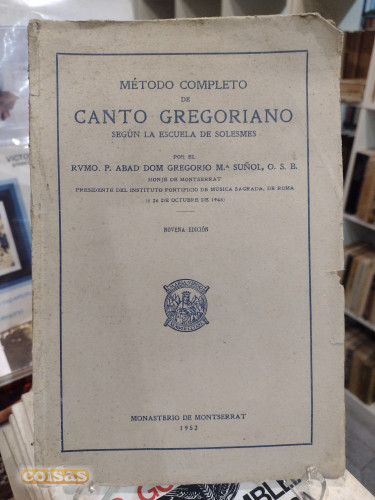 MÉTODO COMPLETO
DE
CANTO GREGORIANO
SEGÚN LA ESCUELA DE SOLESMES
POR EL
RVMO. P. ABAD DOM GREGORIO M.ª SUÑOL, O. S. B.
MONJE DE MONTSERRAT
PRESIDENTE DEL INSTITUTO PONTIFICIO DE MÚSICA SAGRADA, DE ROMA
(† 26 DE OCTUBRE DE 1946)
NOVENA EDICIÓN
MONASTERIO DE MONTSERRAT
1952
VICTO
coisas